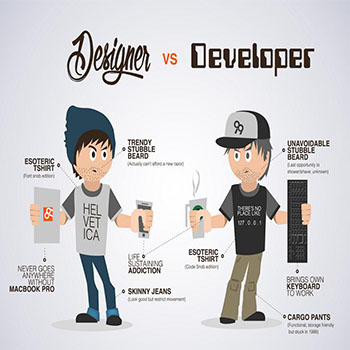 Designer vs Developer
TRENDY
STUBBLE
BEARD
(Actually can't afford a new razor)
ESOTERIC
TSHIRT
(Font snob edition)
HEL
VET
ICA
NEVER GOES
ANYWHERE
WITHOUT
MACBOOK PRO
LIFE
SUSTAINING
ADDICTION
SKINNY JEANS
(Look good but restrict movement)
99
UNAVOIDABLE
STUBBLE
BEARD
(Last opportunity to
shower/shave, unknown)
THERE'S NO
PLACE LIKE
127.0.0.1
ESOTERIC
TSHIRT
(Code Snob edition)
BRINGS OWN
KEYBOARD
TO WORK
CARGO PANTS
(Functional, storage friendly
but stuck in 1999)